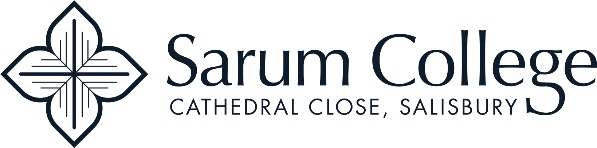 Sarum College
CATHEDRAL CLOSE, SALISBURY